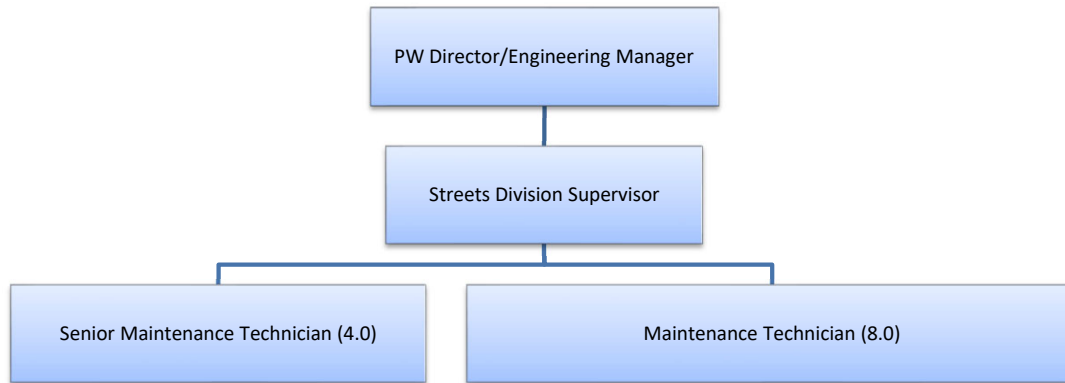 PW Director/Engineering Manager
Streets Division Supervisor
Senior Maintenance Technician (4.0)
Maintenance Technician (8.0)